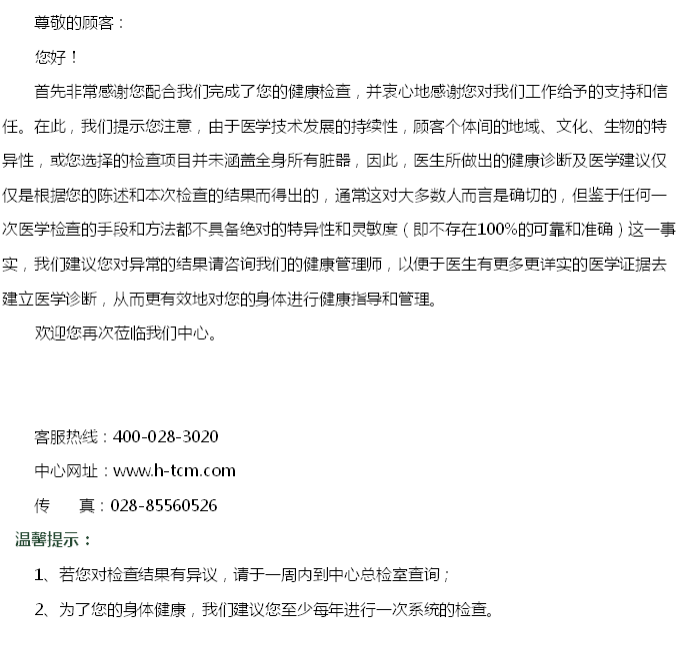 尊敬的顾客：
您好！
首先非常感谢您配合我们完成了您的健康检查，并衷心地感谢您对我们工作给予的支持和信
任。在此，我们提示您注意，由于医学技术发展的持续性，顾客个体间的地域、文化、生物的特
异性，或您选择的检查项目并未涵盖全身所有脏器，因此，医生所做出的健康诊断及医学建议仅
仅是根据您的陈述和本次检查的结果而得出的，通常这对大多数人而言是确切的，但鉴于任何一
次医学检查的手段和方法都不具备绝对的特异性和灵敏度（即不存在100%的可靠和准确）这一事
实，我们建议您对异常的结果请咨询我们的健康管理师，以便于医生有更多更详实的医学证据去
建立医学诊断，从而更有效地对您的身体进行健康指导和管理。
欢迎您再次莅临我们中心。
客服热线：400-028-3020
中心网址：www.h-tcm.com
传 真：028-85560526
温馨提示：
1、若您对检查结果有异议，请于一周内到中心总检室查询；
2、为了您的身体健康，我们建议您至少每年进行一次系统的检查。